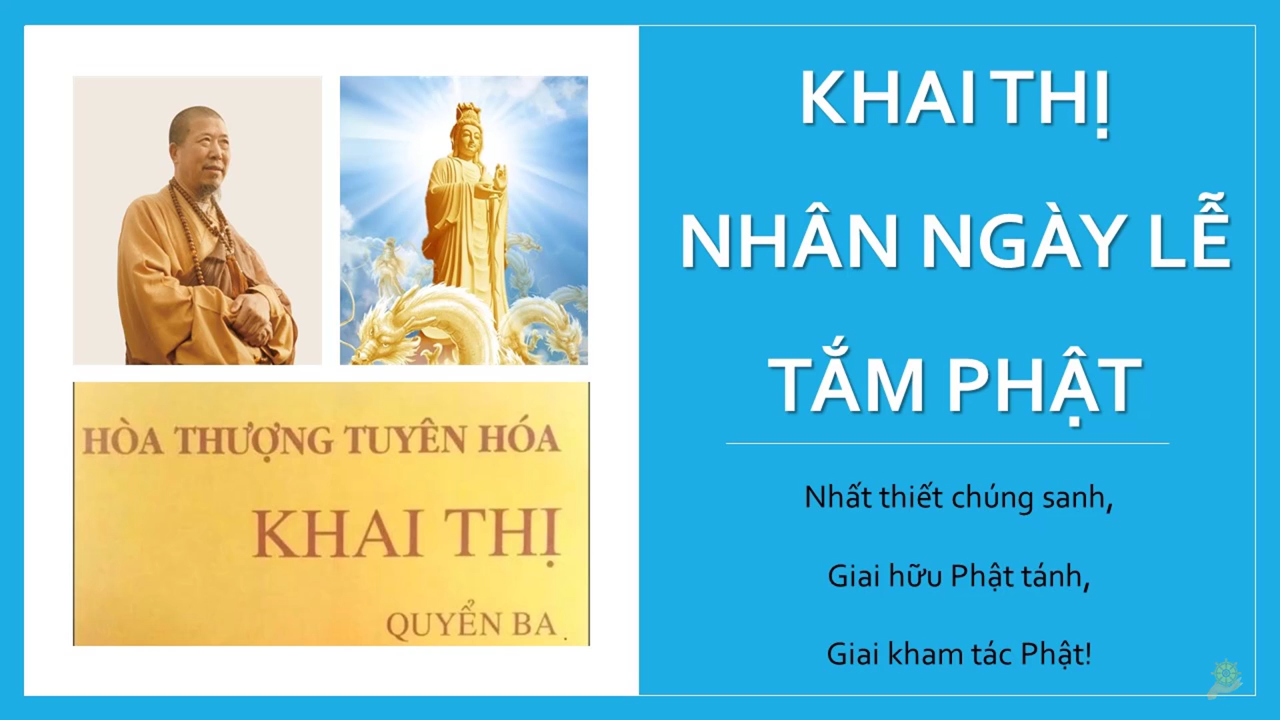 HÒA THƯỢNG TUYÊN HÓA
KHAI THỊ
QUYỂN BA
KHAI THỊ
NHÂN NGÀY LỄ
TẮM PHẬT
Nhất thiết chúng sanh,
Giai hữu Phật tánh,
Giai kham tác Phật!